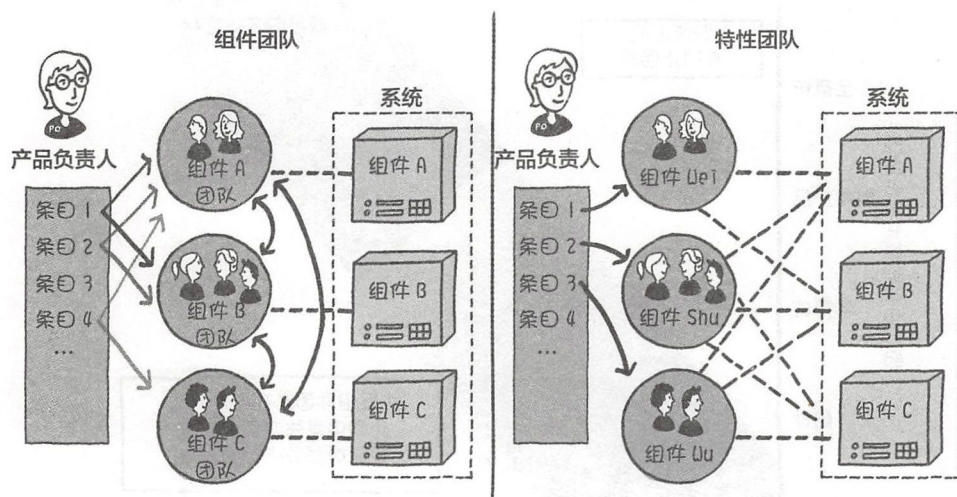 组件团队
PO
产品负责人
条目 1
条目 2
条目 3
条目 4
...
组件 A
团队
组件 B
团队
组件 C
团队
系统
组件 A
组件 B
组件 C
特性团队
PO
产品负责人
条目 1
条目 2
条目 3
条目 4
...
组件 Wei
组件 Shu
组件 Wu
系统
组件 A
组件 B
组件 C